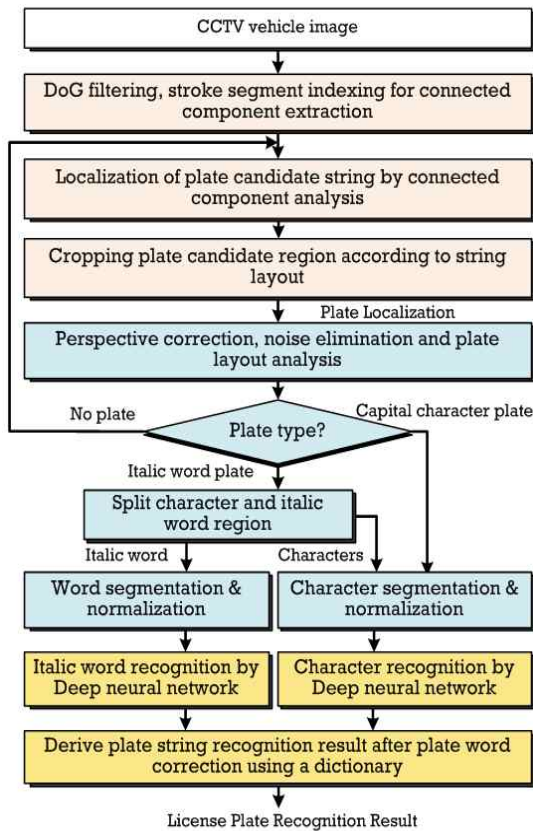 CCTV vehicle image
DoG filtering, stroke segment indexing for connected
component extraction
Localization of plate candidate string by connected
component analysis
Cropping plate candidate region according to string
layout
Plate Localization
Perspective correction, noise elimination and plate
layout analysis
No plate
Capital character plate
Plate type?
Italic word plate
Split character and italic
word region
Italic word
Characters
Word segmentation &
normalization
Character segmentation &
normalization
Italic word recognition by
Deep neural network
Character recognition by
Deep neural network
Derive plate string recognition result after plate word
correction using a dictionary
License Plate Recognition Result